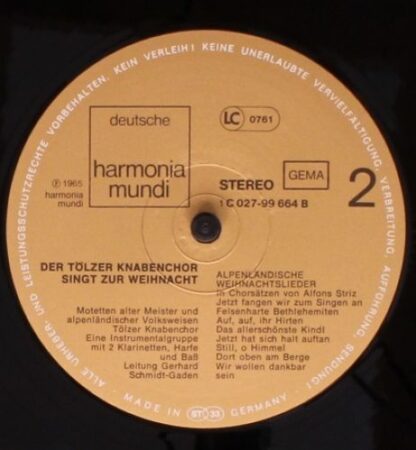 ALLE URHEBER- UND LEISTUNGSSCHUTZRECHTE VORBEHALTEN. KEIN VERLEIH! KEINE UNERLAUBTE VERVIELFÄLTIGUNG, VERBREITUNG, AUFFÜHRUNG, SENDUNG!
deutsche
harmonia
mundi
LC 0761
℗ 1965
harmonia
mundi
STEREO
GEMA
1C 027-99 664 B
2
DER TÖLZER KNABENCHOR
SINGT ZUR WEIHNACHT
Motetten alter Meister und
alpenländischer Volksweisen
Tölzer Knabenchor
Eine Instrumentalgruppe
mit 2 Klarinetten, Harfe
und Baß
Leitung Gerhard
Schmidt-Gaden
ALPENLÄNDISCHE
WEIHNACHTSLIEDER
in Chorsätzen von Alfons Striz
Jetzt fangen wir zum Singen an
Felsenharte Bethlehemiten
Auf, auf, ihr Hirten
Das allerschönste Kindl
Jetzt hat sich halt auftan
Still, o Himmel
Dort oben am Berge
Wir wollen dankbar
sein
MADE IN ST 33 GERMANY